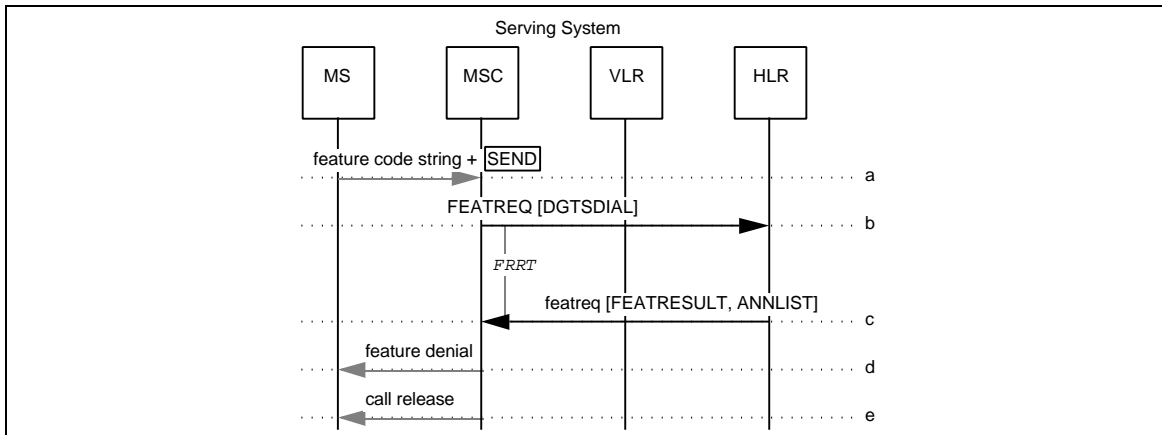 Serving System
MS MSC VLR HLR
feature code string + SEND
a
FEATREQ [DGTSDIAL]
b
FRRT
featreq [FEATRESULT, ANNLIST]
c
feature denial
d
call release
e